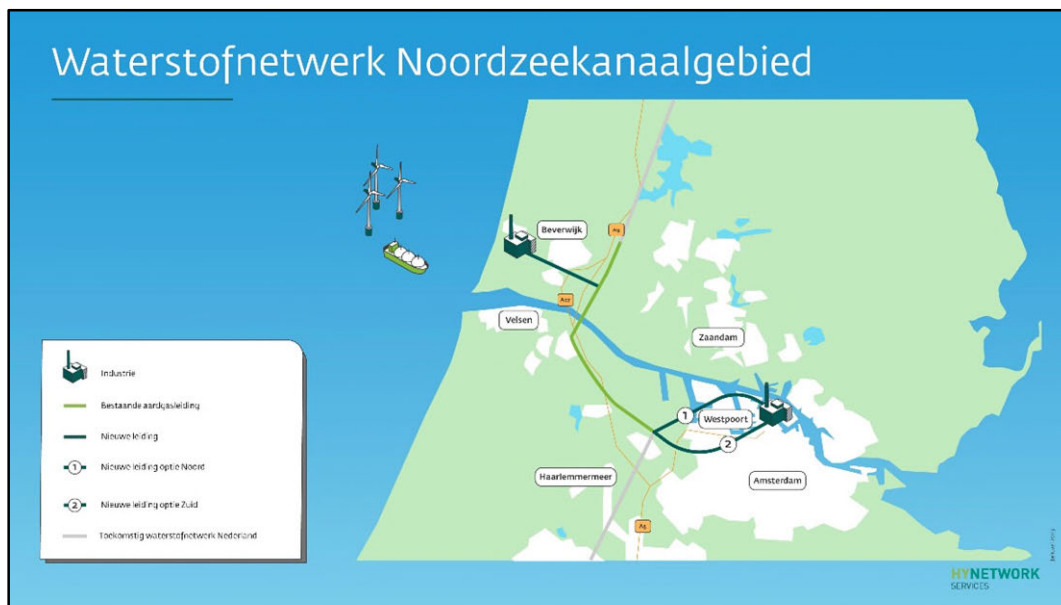 Waterstofnetwerk Noordzeekanaalgebied
Beverwijk
A9
A22
Velsen
Zaandam
1
Westpoort
2
Haarlemmermeer
Amsterdam
A5
Industrie
Bestaande aardgasleiding
Nieuwe leiding
1 Nieuwe leiding optie Noord
2 Nieuwe leiding optie Zuid
Toekomstig waterstofnetwerk Nederland
HYNETWORK
SERVICES